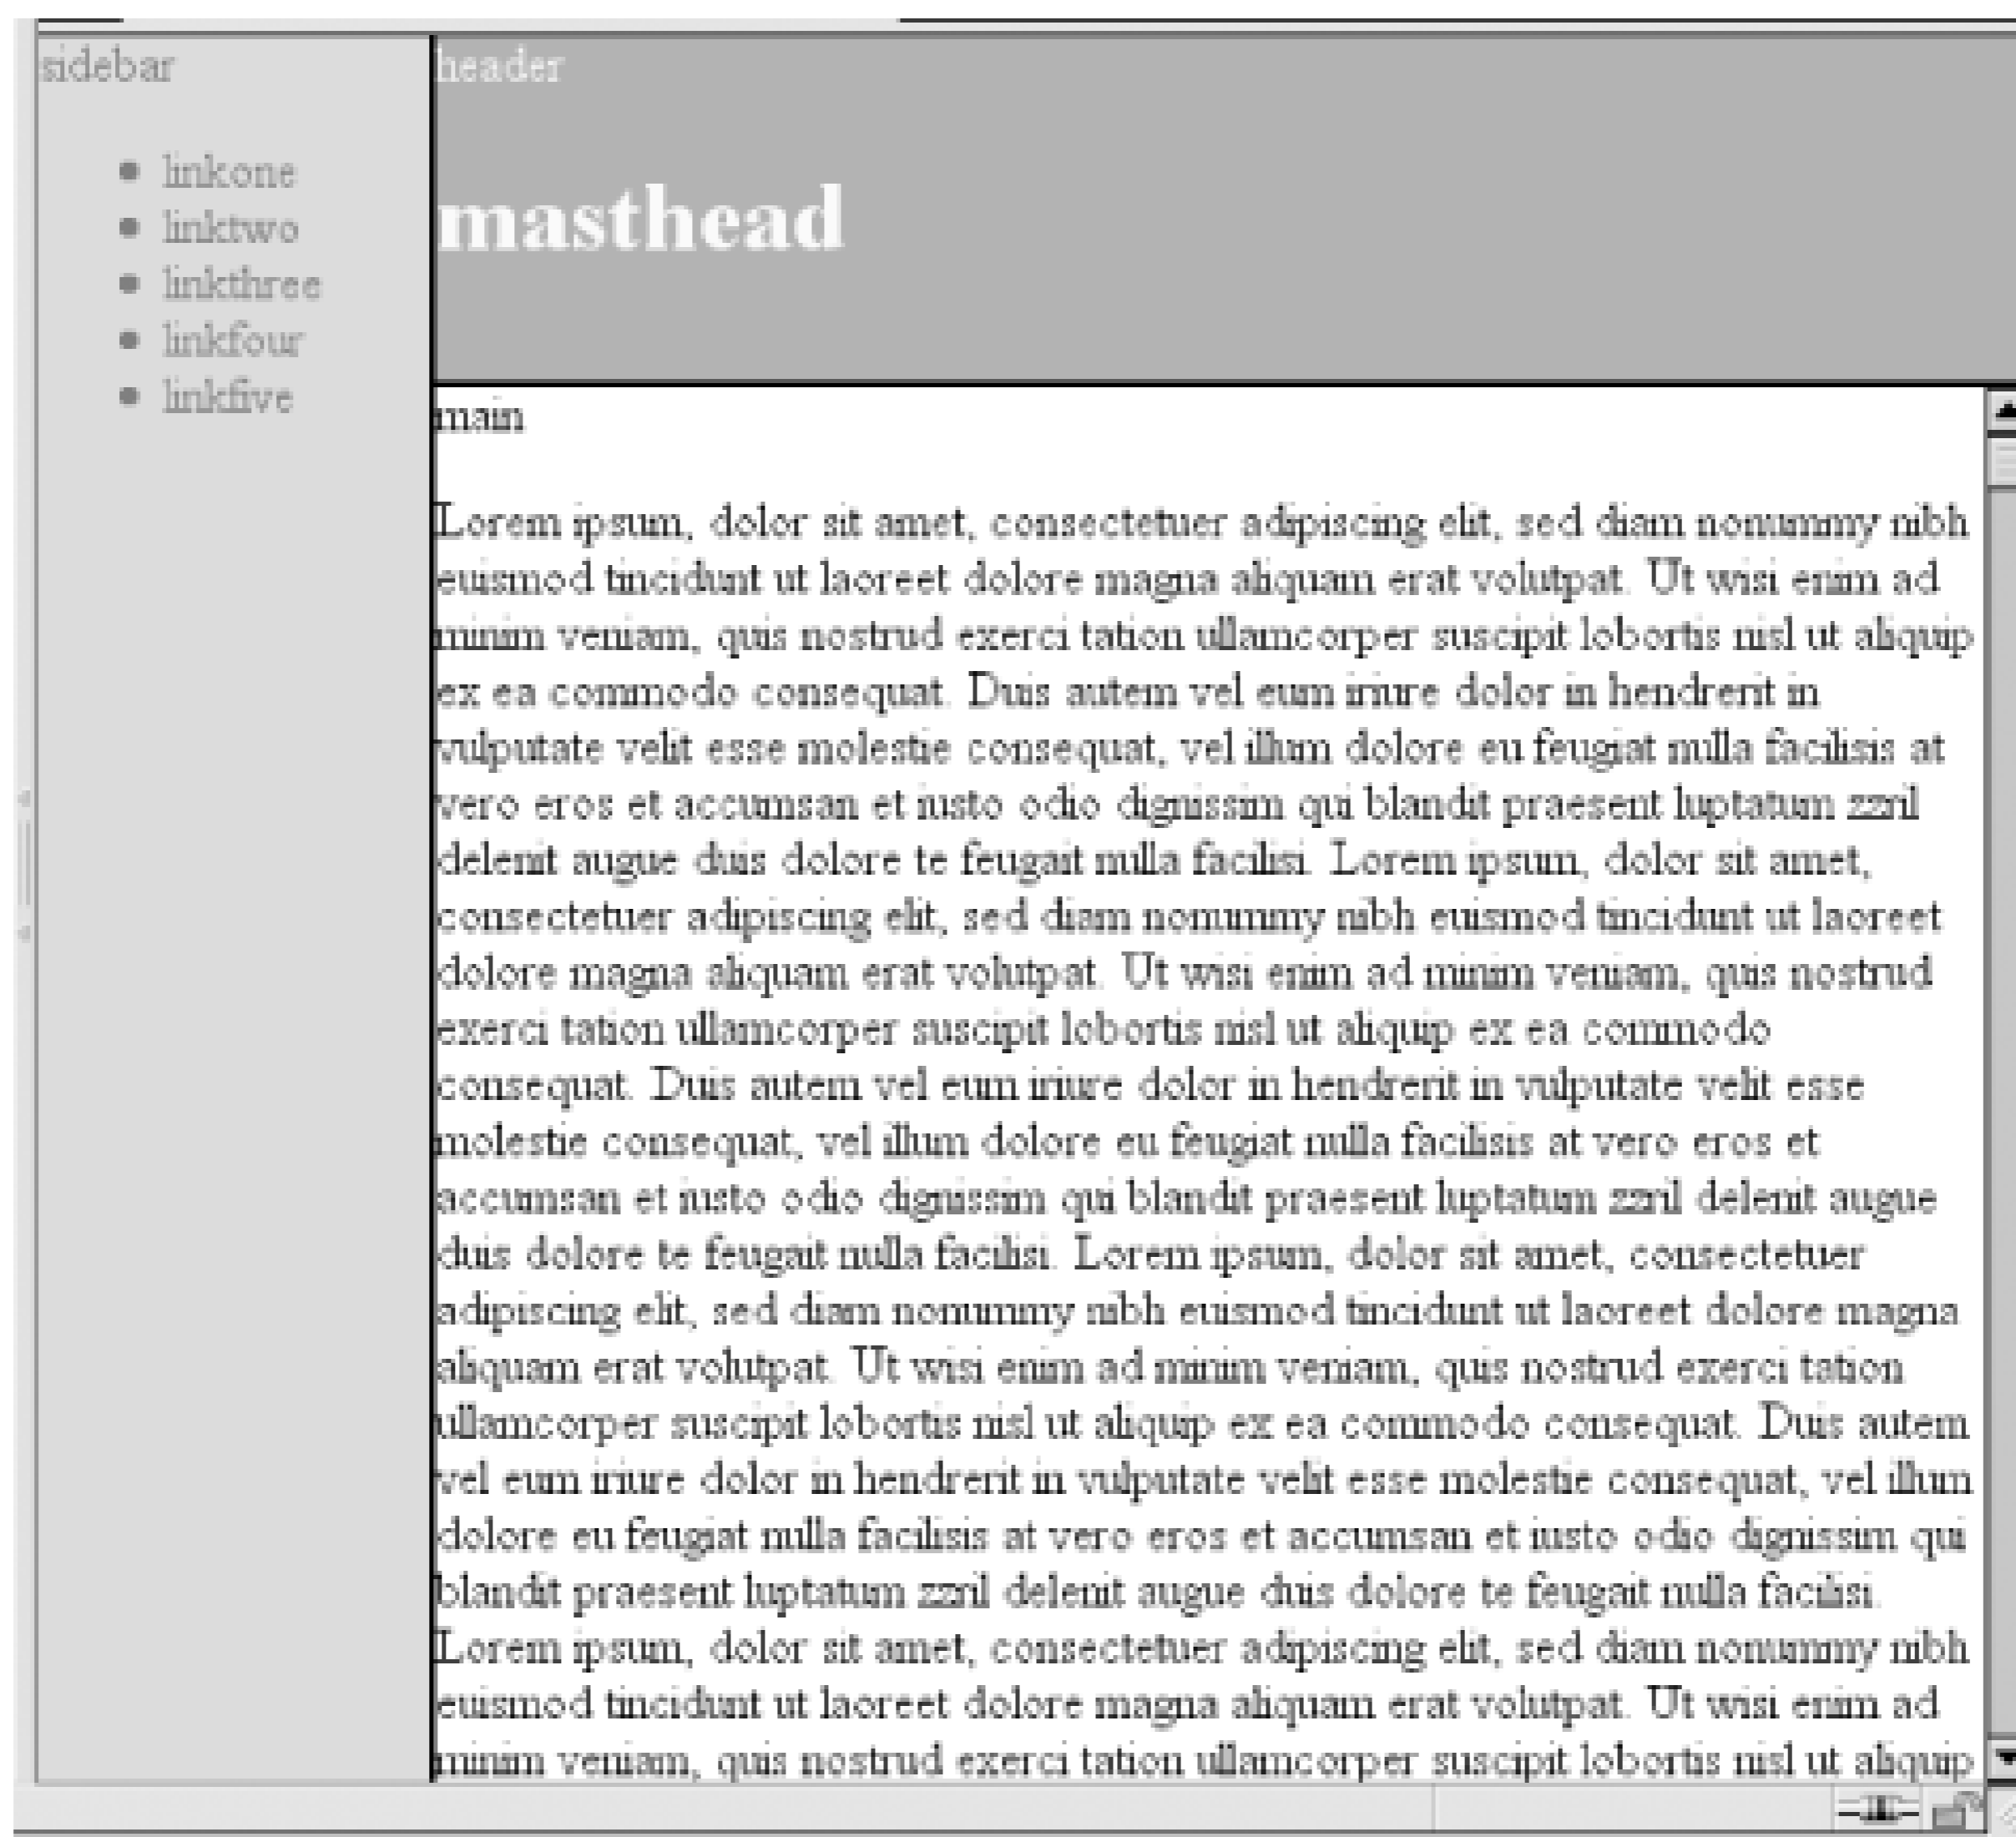 sidebar
linkone
linktwo
linkthree
linkfour
linkfive
header
masthead
main
Lorem ipsum, dolor sit amet, consectetuer adipiscing elit, sed diam nonummy nibh
euismod tincidunt ut laoreet dolore magna aliquam erat volutpat. Ut wisi enim ad
minim veniam, quis nostrud exerci tation ullamcorper suscipit lobortis nisl ut aliquip
ex ea commodo consequat. Duis autem vel eum iriure dolor in hendrerit in
vulputate velit esse molestie consequat, vel illum dolore eu feugiat nulla facilisis at
vero eros et accumsan et iusto odio dignissim qui blandit praesent luptatum zzril
delenit augue duis dolore te feugait nulla facilisi. Lorem ipsum, dolor sit amet,
consectetuer adipiscing elit, sed diam nonummy nibh euismod tincidunt ut laoreet
dolore magna aliquam erat volutpat. Ut wisi enim ad minim veniam, quis nostrud
exerci tation ullamcorper suscipit lobortis nisl ut aliquip ex ea commodo
consequat. Duis autem vel eum iriure dolor in hendrerit in vulputate velit esse
molestie consequat, vel illum dolore eu feugiat nulla facilisis at vero eros et
accumsan et iusto odio dignissim qui blandit praesent luptatum zzril delenit augue
duis dolore te feugait nulla facilisi. Lorem ipsum, dolor sit amet, consectetuer
adipiscing elit, sed diam nonummy nibh euismod tincidunt ut laoreet dolore magna
aliquam erat volutpat. Ut wisi enim ad minim veniam, quis nostrud exerci tation
ullamcorper suscipit lobortis nisl ut aliquip ex ea commodo consequat. Duis autem
vel eum iriure dolor in hendrerit in vulputate velit esse molestie consequat, vel illum
dolore eu feugiat nulla facilisis at vero eros et accumsan et iusto odio dignissim qui
blandit praesent luptatum zzril delenit augue duis dolore te feugait nulla facilisi.
Lorem ipsum, dolor sit amet, consectetuer adipiscing elit, sed diam nonummy nibh
euismod tincidunt ut laoreet dolore magna aliquam erat volutpat. Ut wisi enim ad
minim veniam, quis nostrud exerci tation ullamcorper suscipit lobortis nisl ut aliquip